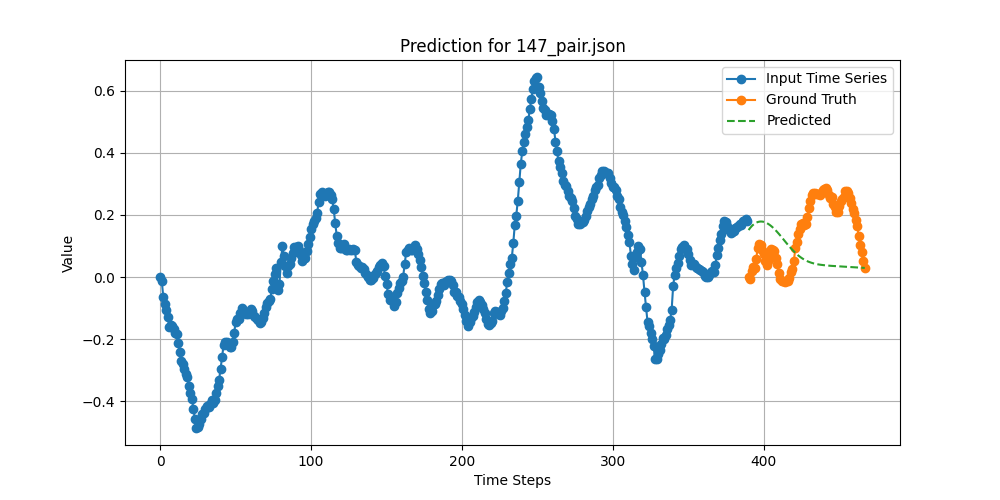 Prediction for 147_pair.json
Input Time Series
Ground Truth
Predicted
Value
0.6
0.4
0.2
0.0
−0.2
−0.4
0
100
200
300
400
Time Steps